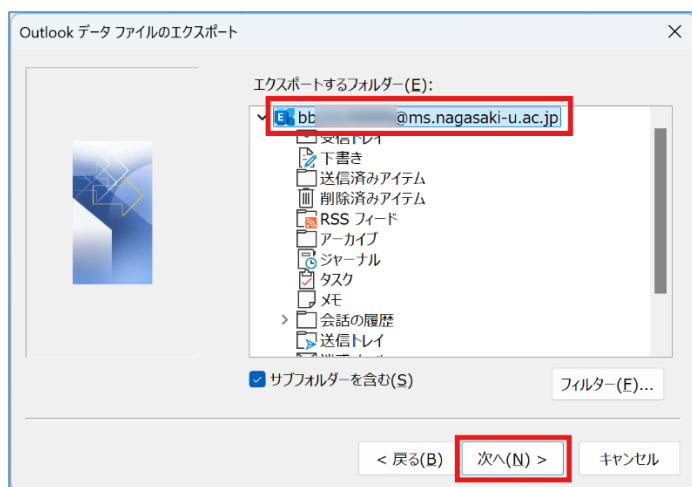 Outlook データ ファイルのエクスポート
エクスポートするフォルダー(E):
bb @ms.nagasaki-u.ac.jp
受信トレイ
下書き
送信済みアイテム
削除済みアイテム
RSS フィード
アーカイブ
ジャーナル
タスク
メモ
会話の履歴
送信トレイ
サブフォルダーを含む(S)
フィルター(F)...
< 戻る(B) 次へ(N) > キャンセル